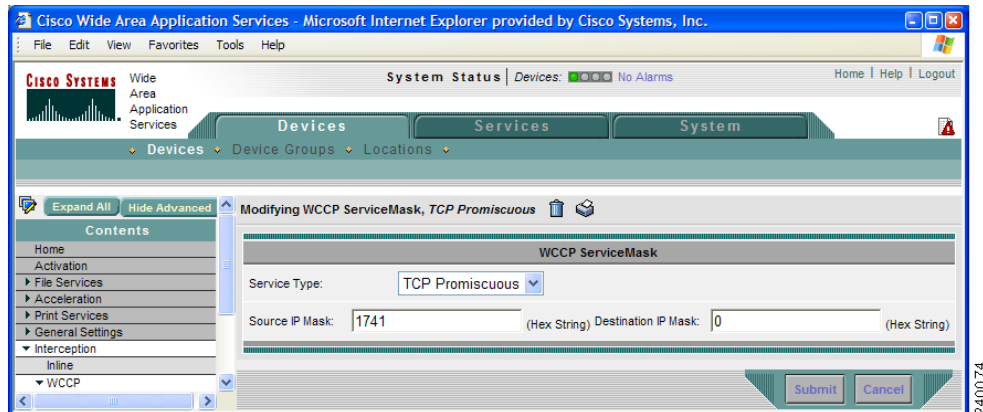 Cisco Wide Area Application Services - Microsoft Internet Explorer provided by Cisco Systems, Inc.
File Edit View Favorites Tools Help
CISCO SYSTEMS
Wide
Area
Application
Services
System Status | Devices: No Alarms
Home | Help | Logout
Devices Services System
Devices Device Groups Locations
Expand All Hide Advanced
Modifying WCCP ServiceMask, TCP Promiscuous
Contents
Home
Activation
File Services
Acceleration
Print Services
General Settings
Interception
Inline
WCCP
WCCP ServiceMask
Service Type: TCP Promiscuous
Source IP Mask: 1741 (Hex String) Destination IP Mask: 0 (Hex String)
Submit Cancel
240074